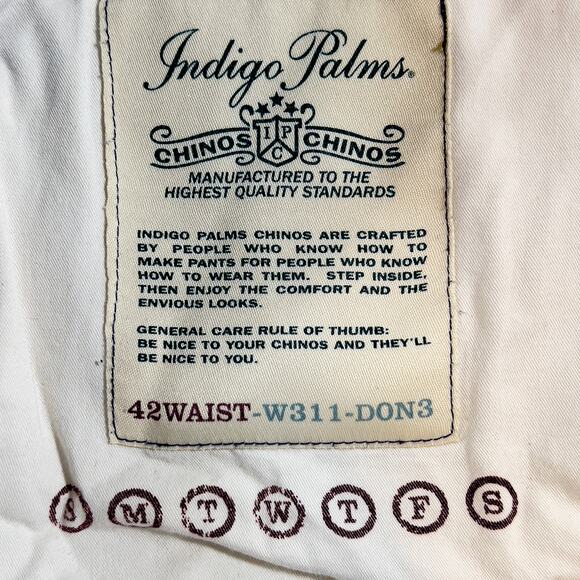 Indigo Palms®
CHINOS IPC CHINOS
MANUFACTURED TO THE
HIGHEST QUALITY STANDARDS
INDIGO PALMS CHINOS ARE CRAFTED
BY PEOPLE WHO KNOW HOW TO
MAKE PANTS FOR PEOPLE WHO KNOW
HOW TO WEAR THEM. STEP INSIDE,
THEN ENJOY THE COMFORT AND THE
ENVIOUS LOOKS.
GENERAL CARE RULE OF THUMB:
BE NICE TO YOUR CHINOS AND THEY'LL
BE NICE TO YOU.
42WAIST-W311-DON3
S M T W T F S